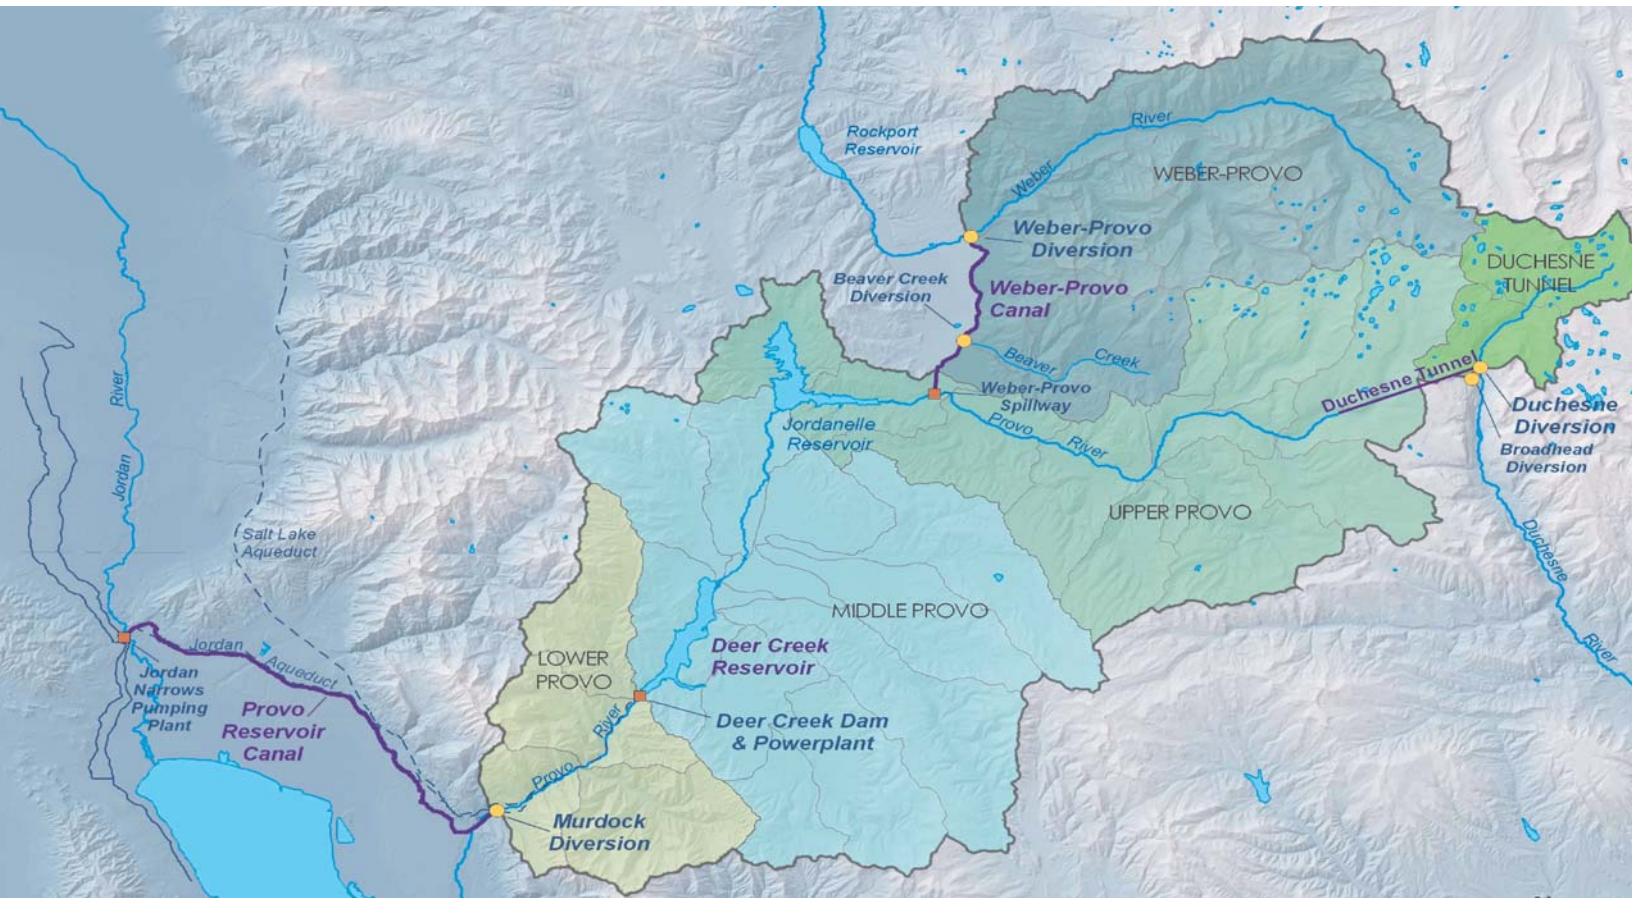 River
Weber
WEBER-PROVO
Rockport
Reservoir
Weber-Provo
Diversion
DUCHESNE
TUNNEL
Beaver Creek
Diversion
Weber-Provo
Canal
Beaver
Creek
Weber-Provo
Spillway
Duchesne Tunnel
Duchesne
Diversion
Broadhead
Diversion
River
Jordan
Jordanelle
Reservoir
Provo
River
UPPER PROVO
Salt Lake
Aqueduct
Duchesne
River
MIDDLE PROVO
LOWER
PROVO
Deer Creek
Reservoir
Jordan
Aqueduct
Jordan
Narrows
Pumping
Plant
Provo
Reservoir
Canal
River
Provo
Deer Creek Dam
& Powerplant
Murdock
Diversion